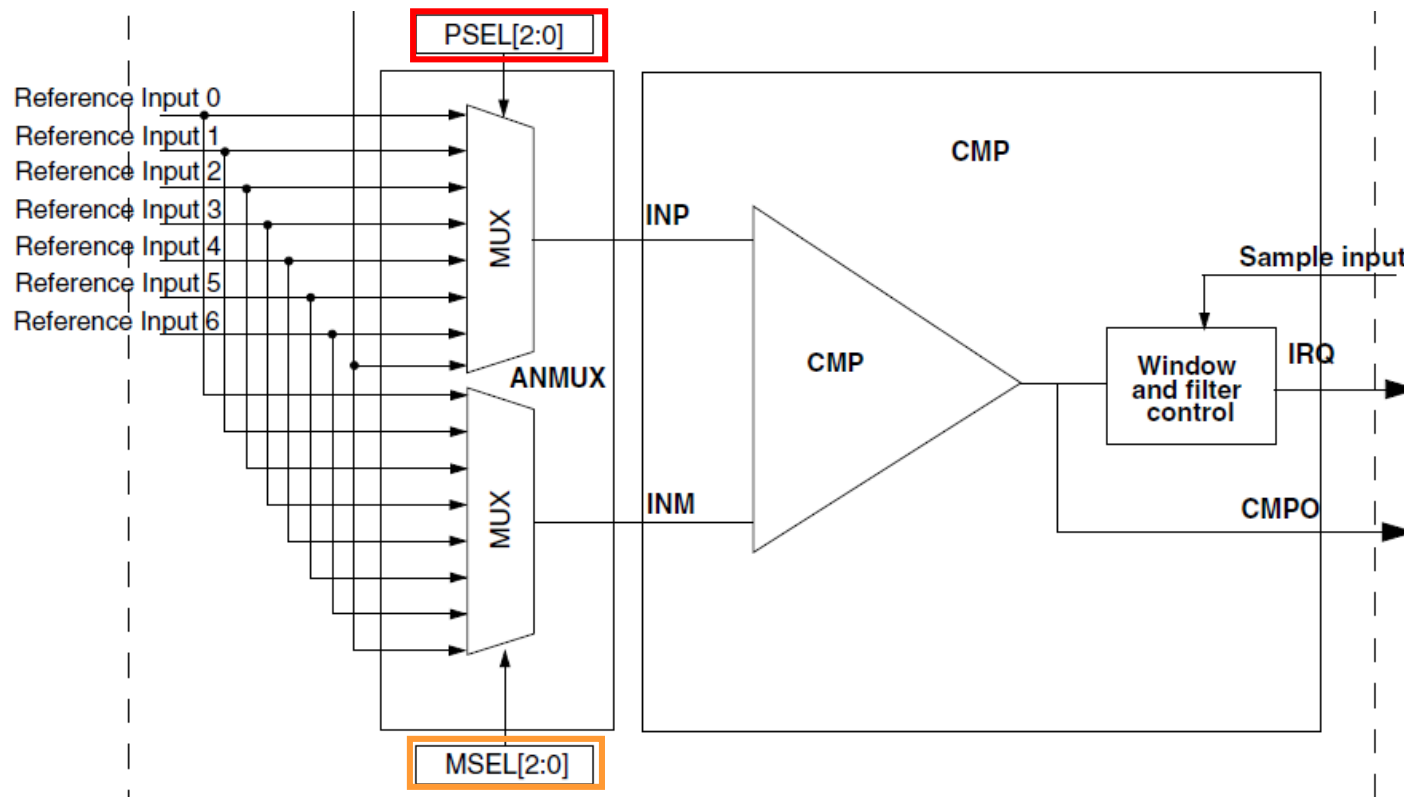 PSEL[2:0]
Reference Input 0
Reference Input 1
Reference Input 2
Reference Input 3
Reference Input 4
Reference Input 5
Reference Input 6
MUX
ANMUX
MUX
MSEL[2:0]
CMP
INP
INM
CMP
Sample input
Window
and filter
control
IRQ
CMPO